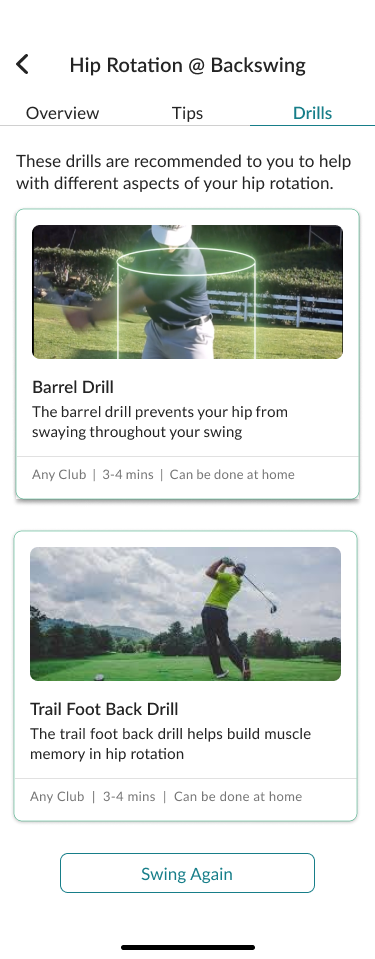 Hip Rotation @ Backswing
Overview Tips Drills
These drills are recommended to you to help
with different aspects of your hip rotation.
Barrel Drill
The barrel drill prevents your hip from
swaying throughout your swing
Any Club | 3-4 mins | Can be done at home
Trail Foot Back Drill
The trail foot back drill helps build muscle
memory in hip rotation
Any Club | 3-4 mins | Can be done at home
Swing Again